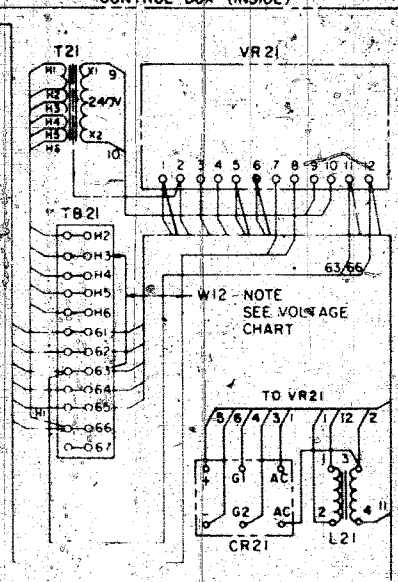 CONTROL BOX (INSIDE)
T21
VR21
H1 X1 9
H2
H3 240V
H4
H5 X2
H6 10
1 2 3 4 5 6 7 8 9 10 11 12
TB21
H2
H3
H4
H5
H6
61
62
63
64
65
H1 66
67
63/66
W12 - NOTE
SEE VOLTAGE
CHART
TO VR21
5 6 4 3 1 1 12 2
+ G1 AC 1 3
- G2 AC 2 4 11
CR21 L21